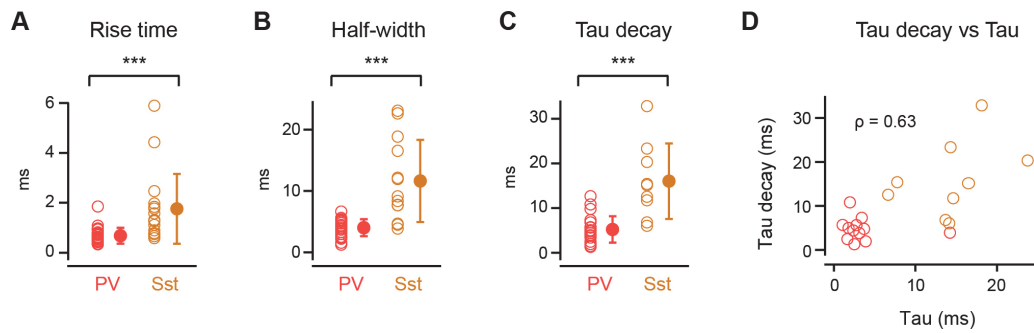 A
Rise time
***
ms
6
4
2
0
PV
Sst
B
Half-width
***
ms
20
10
0
PV
Sst
C
Tau decay
***
ms
30
20
10
0
PV
Sst
D
Tau decay vs Tau
ρ = 0.63
Tau decay (ms)
30
20
10
0
0
10
20
Tau (ms)